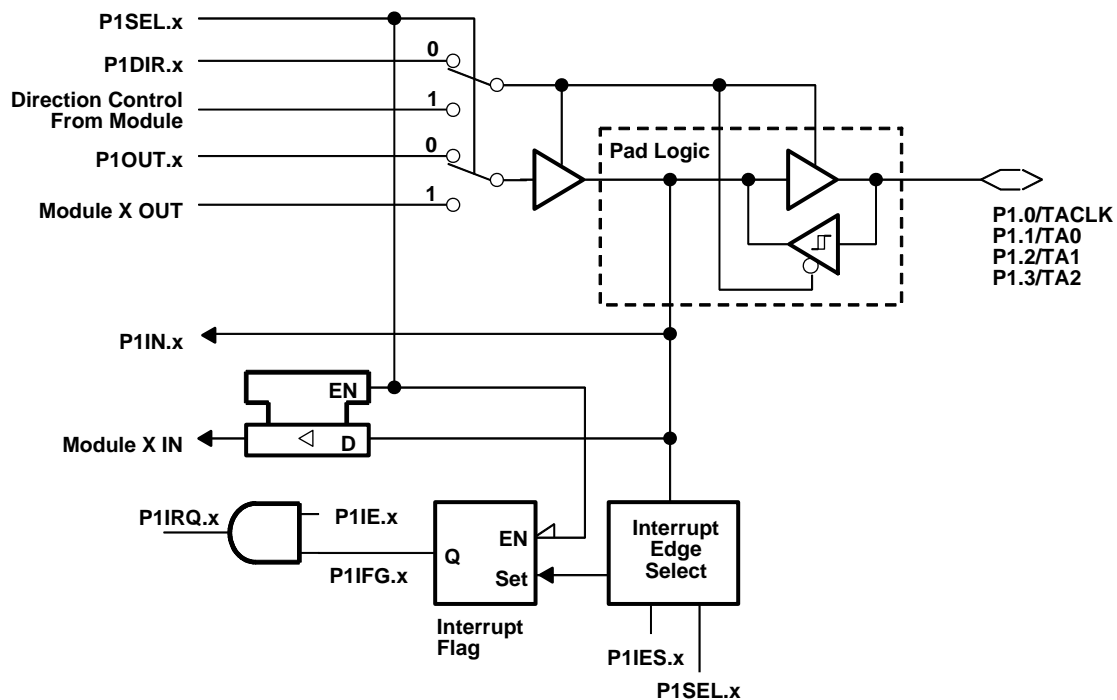 P1SEL.x
P1DIR.x
0
Direction Control
From Module
1
P1OUT.x
0
Module X OUT
1
Pad Logic
P1.0/TACLK
P1.1/TA0
P1.2/TA1
P1.3/TA2
P1IN.x
EN
Module X IN
D
P1IRQ.x
P1IE.x
P1IFG.x
Q
EN
Set
Interrupt
Flag
Interrupt
Edge
Select
P1IES.x
P1SEL.x